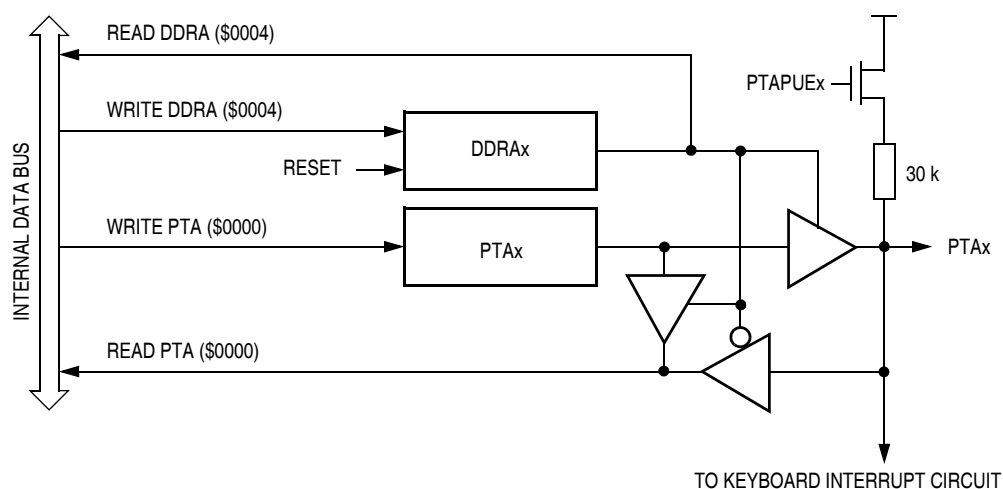 READ DDRA ($0004)
PTAPUEx
WRITE DDRA ($0004)
DDRAx
RESET
30 k
INTERNAL DATA BUS
WRITE PTA ($0000)
PTAx
PTAx
READ PTA ($0000)
TO KEYBOARD INTERRUPT CIRCUIT